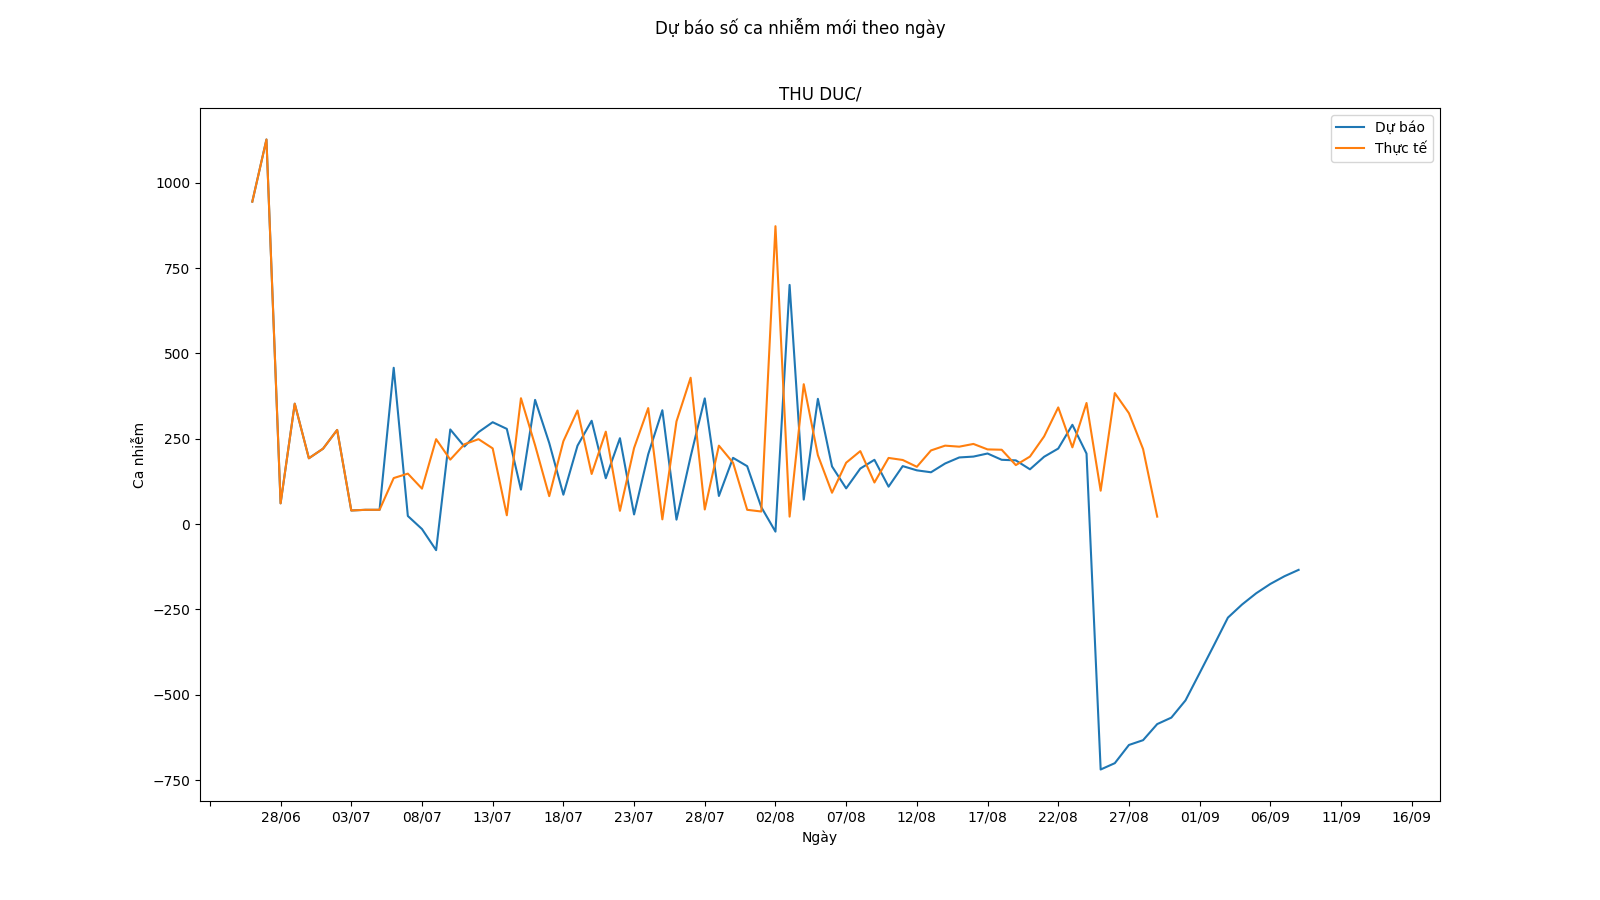 Dự báo số ca nhiễm mới theo ngày
THU DUC/
Dự báo
Thực tế
Ca nhiễm
1000
750
500
250
0
−250
−500
−750
28/06 03/07 08/07 13/07 18/07 23/07 28/07 02/08 07/08 12/08 17/08 22/08 27/08 01/09 06/09 11/09 16/09
Ngày